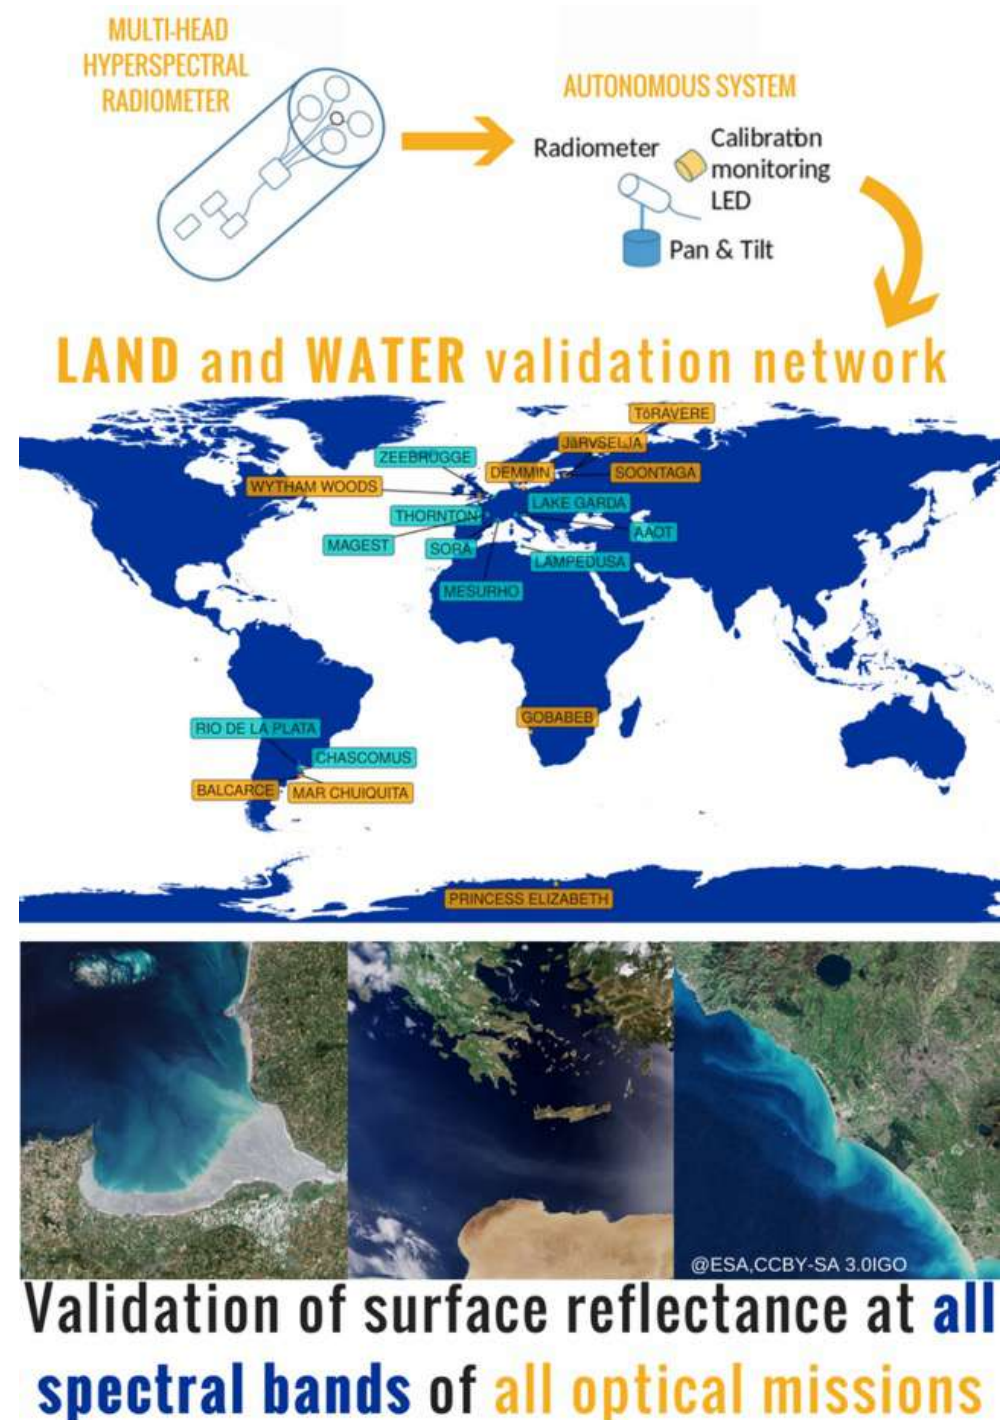 MULTI-HEAD
HYPERSPECTRAL
RADIOMETER
AUTONOMOUS SYSTEM
Radiometer
Calibration
monitoring
LED
Pan & Tilt
LAND and WATER validation network
TöRAVERE
JäRVSELJA
ZEEBRUGGE
DEMMIN
SOONTAGA
WYTHAM WOODS
LAKE GARDA
THORNTON
AAOT
MAGEST
SORA
LAMPEDUSA
MESURHO
GOBABEB
RIO DE LA PLATA
CHASCOMUS
BALCARCE
MAR CHUIQUITA
PRINCESS ELIZABETH
@ESA,CCBY-SA 3.0IGO
Validation of surface reflectance at all
spectral bands of all optical missions